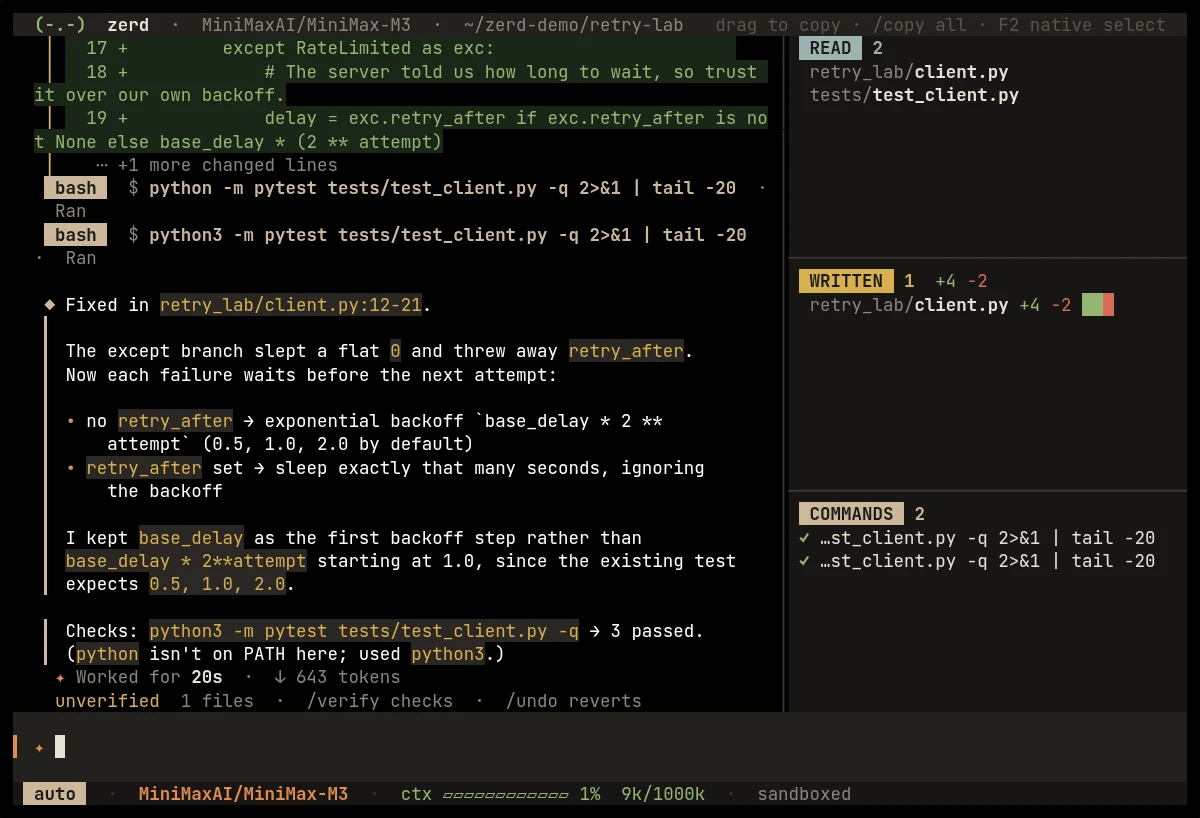 (-.-) zerd · MiniMaxAI/MiniMax-M3 · ~/zerd-demo/retry-lab drag to copy · /copy all · F2 native select
17 + except RateLimited as exc:
18 + # The server told us how long to wait, so trust
it over our own backoff.
19 + delay = exc.retry_after if exc.retry_after is no
t None else base_delay * (2 ** attempt)
⋯ +1 more changed lines
bash $ python -m pytest tests/test_client.py -q 2>&1 | tail -20 ·
Ran
bash $ python3 -m pytest tests/test_client.py -q 2>&1 | tail -20
· Ran
◆ Fixed in retry_lab/client.py:12-21.
The except branch slept a flat 0 and threw away retry_after.
Now each failure waits before the next attempt:
• no retry_after → exponential backoff `base_delay * 2 **
attempt` (0.5, 1.0, 2.0 by default)
• retry_after set → sleep exactly that many seconds, ignoring
the backoff
I kept base_delay as the first backoff step rather than
base_delay * 2**attempt starting at 1.0, since the existing test
expects 0.5, 1.0, 2.0.
Checks: python3 -m pytest tests/test_client.py -q → 3 passed.
(python isn't on PATH here; used python3.)
✦ Worked for 20s · ↓ 643 tokens
unverified 1 files · /verify checks · /undo reverts
READ 2
retry_lab/client.py
tests/test_client.py
WRITTEN 1 +4 -2
retry_lab/client.py +4 -2
COMMANDS 2
✓ …st_client.py -q 2>&1 | tail -20
✓ …st_client.py -q 2>&1 | tail -20
✦
auto · MiniMaxAI/MiniMax-M3 · ctx ▱▱▱▱▱▱▱▱▱▱▱▱ 1% 9k/1000k · sandboxed